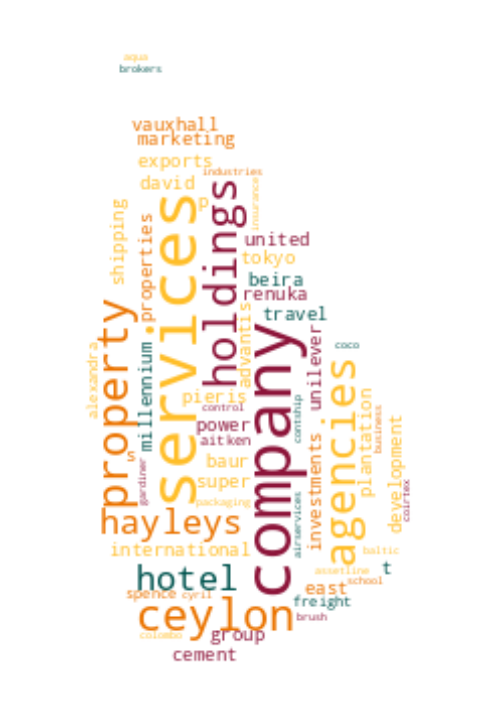 aqua
brokers
vauxhall
marketing
exports
industries
david
p
insurance
shipping
properties
services
holdings
united
tokyo
beira
renuka
travel
property
.
millennium
alexandra
advantis
company
unilever
coco
pieris
control
contship
power
aitken
agencies
plantation
business
development
s
gardiner
baur
super
packaging
investments
airservices
coirtex
hayleys
international
baltic
hotel
assetline
t
school
spence
cyril
east
freight
ceylon
brush
colombo
group
cement